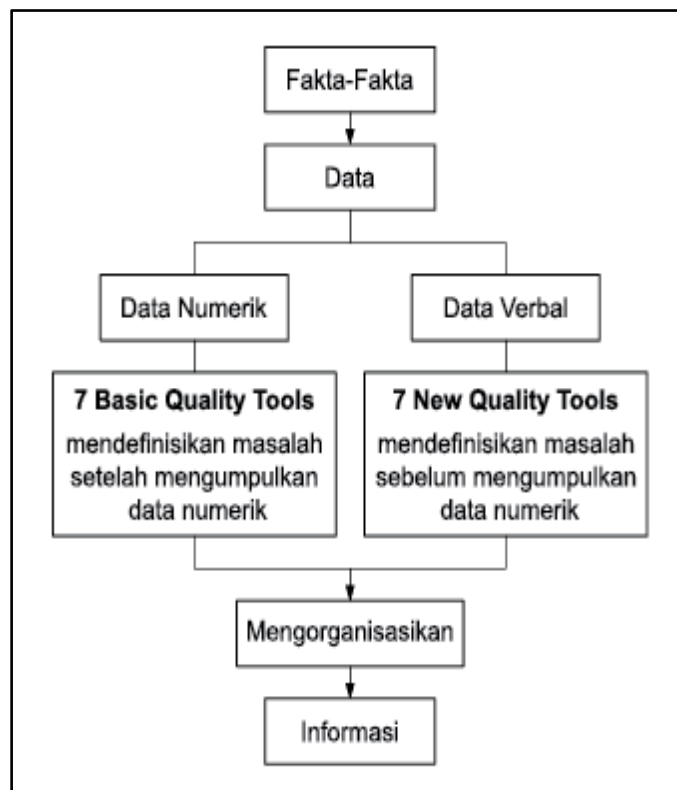 Fakta-Fakta
Data
Data Numerik
Data Verbal
7 Basic Quality Tools
mendefinisikan masalah
setelah mengumpulkan
data numerik
7 New Quality Tools
mendefinisikan masalah
sebelum mengumpulkan
data numerik
Mengorganisasikan
Informasi